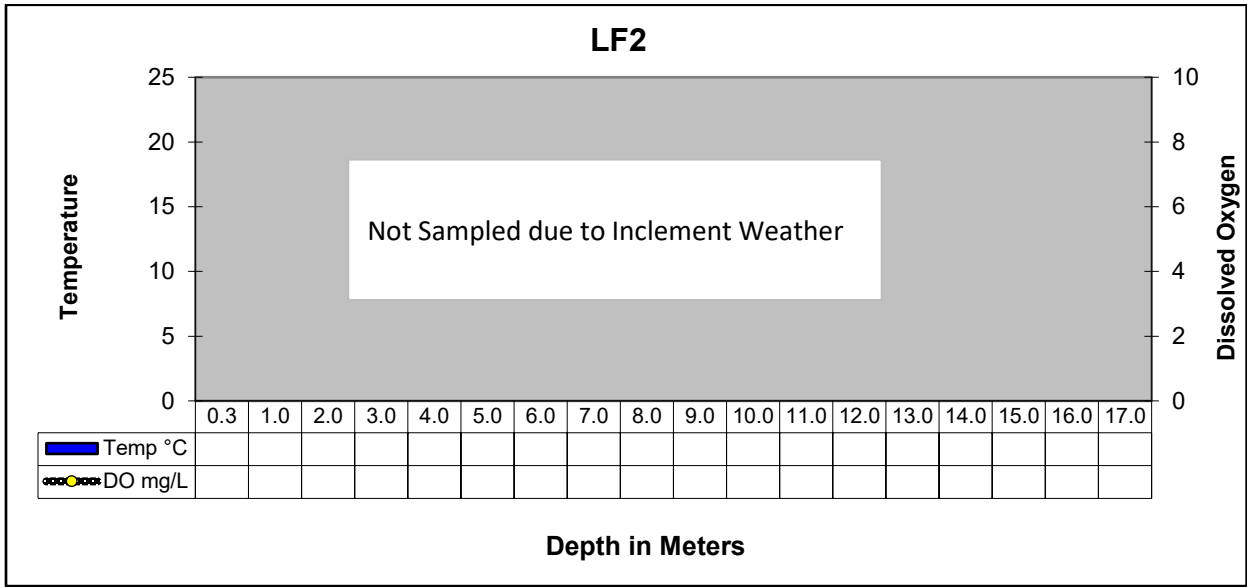 LF2
25
20
15
10
5
0
Temperature
Not Sampled due to Inclement Weather
10
8
6
4
2
0
Dissolved Oxygen
0.3 1.0 2.0 3.0 4.0 5.0 6.0 7.0 8.0 9.0 10.0 11.0 12.0 13.0 14.0 15.0 16.0 17.0
Temp °C
DO mg/L
Depth in Meters